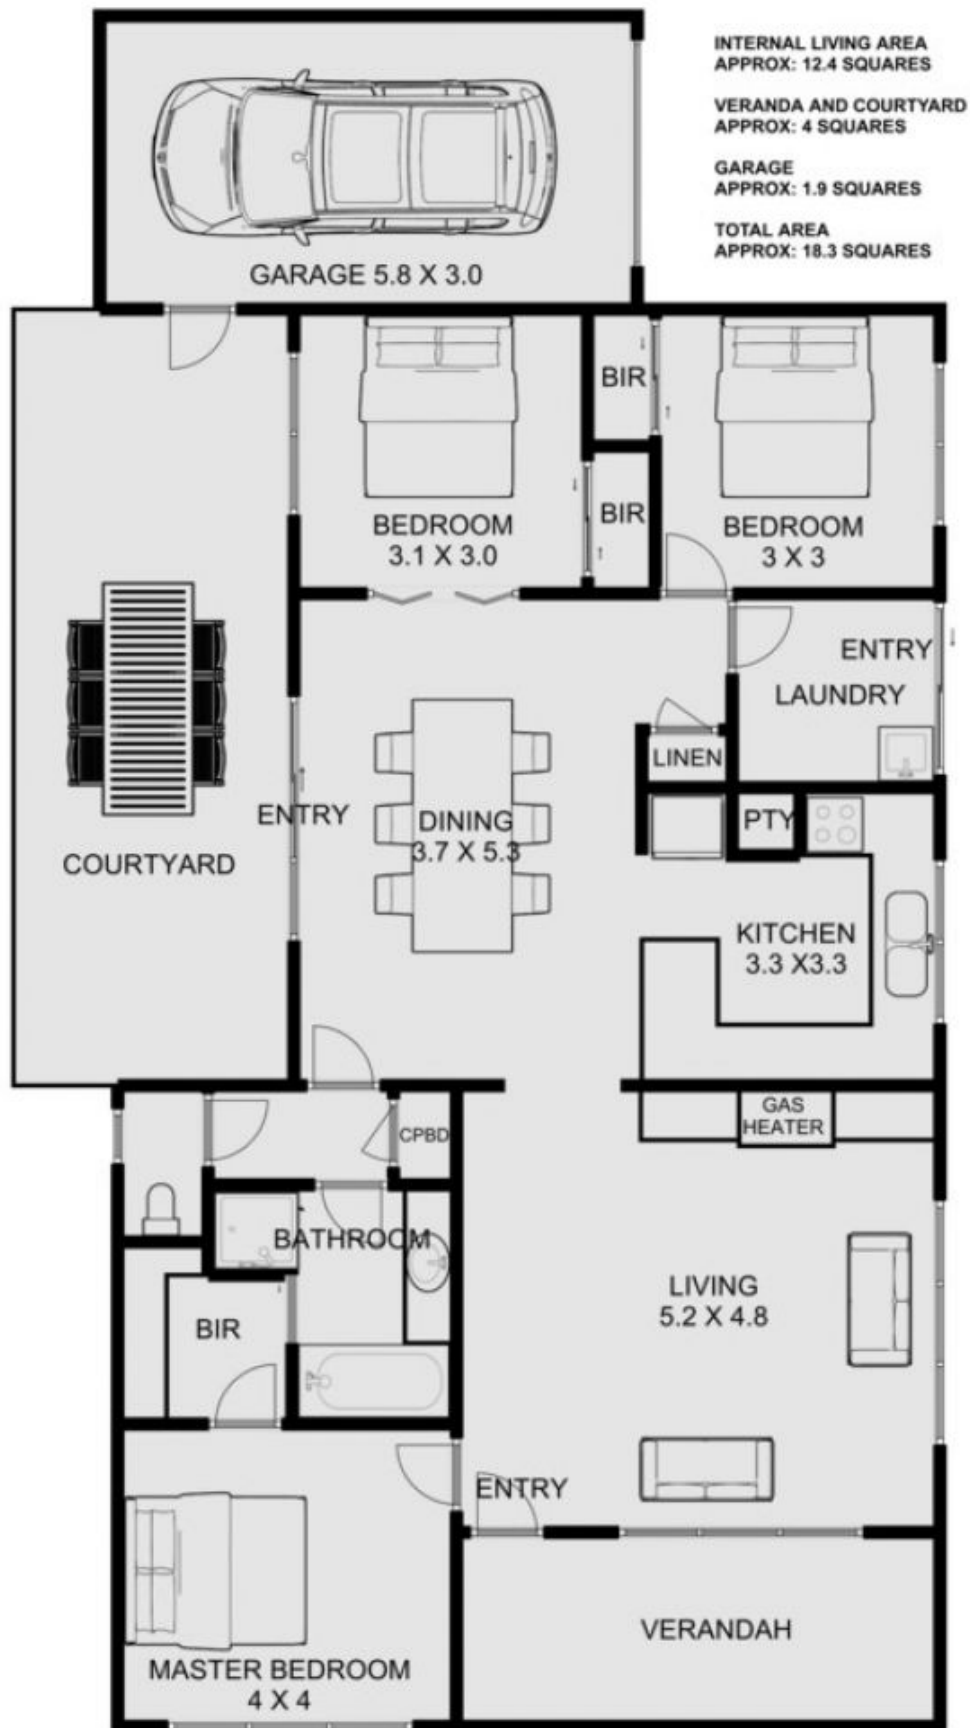 INTERNAL LIVING AREA
APPROX: 12.4 SQUARES
VERANDA AND COURTYARD
APPROX: 4 SQUARES
GARAGE
APPROX: 1.9 SQUARES
TOTAL AREA
APPROX: 18.3 SQUARES
GARAGE 5.8 X 3.0
BIR
BEDROOM
3.1 X 3.0
BIR
BEDROOM
3 X 3
ENTRY
LAUNDRY
LINEN
COURTYARD
ENTRY
DINING
3.7 X 5.3
PTY
KITCHEN
3.3 X3.3
CPBD
GAS
HEATER
BATHROOM
BIR
LIVING
5.2 X 4.8
ENTRY
MASTER BEDROOM
4 X 4
VERANDAH